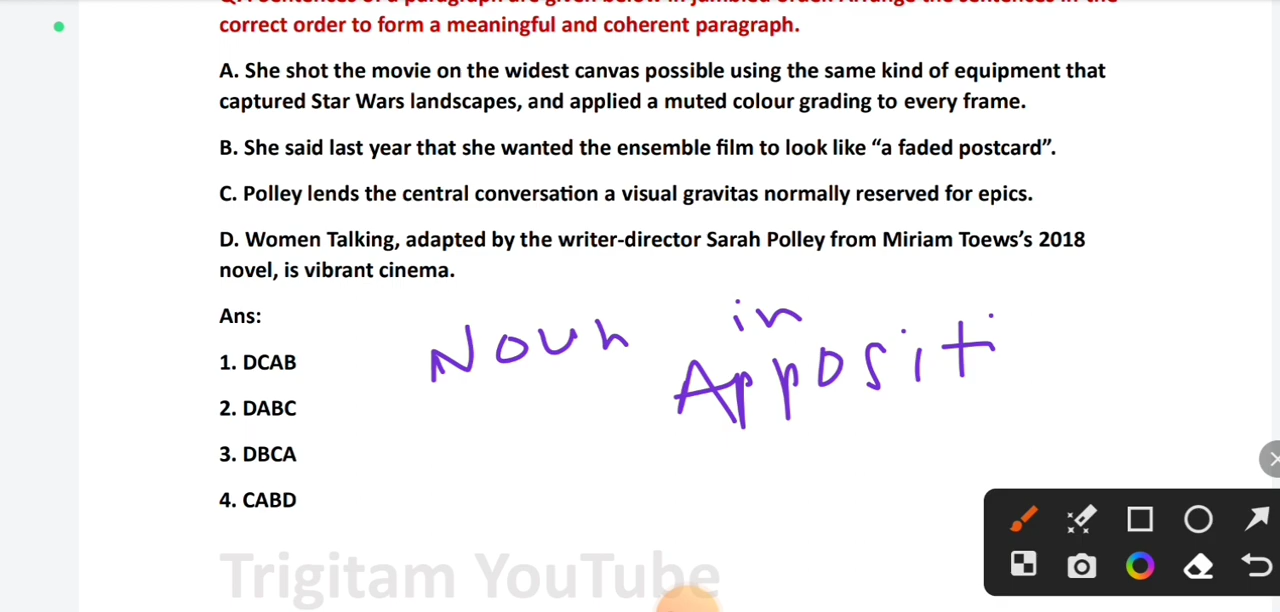 correct order to form a meaningful and coherent paragraph.
A. She shot the movie on the widest canvas possible using the same kind of equipment that
captured Star Wars landscapes, and applied a muted colour grading to every frame.
B. She said last year that she wanted the ensemble film to look like “a faded postcard”.
C. Polley lends the central conversation a visual gravitas normally reserved for epics.
D. Women Talking, adapted by the writer-director Sarah Polley from Miriam Toews’s 2018
novel, is vibrant cinema.
Ans:
Noun in
Apposit
1. DCAB
2. DABC
3. DBCA
4. CABD
Trigitam YouTube